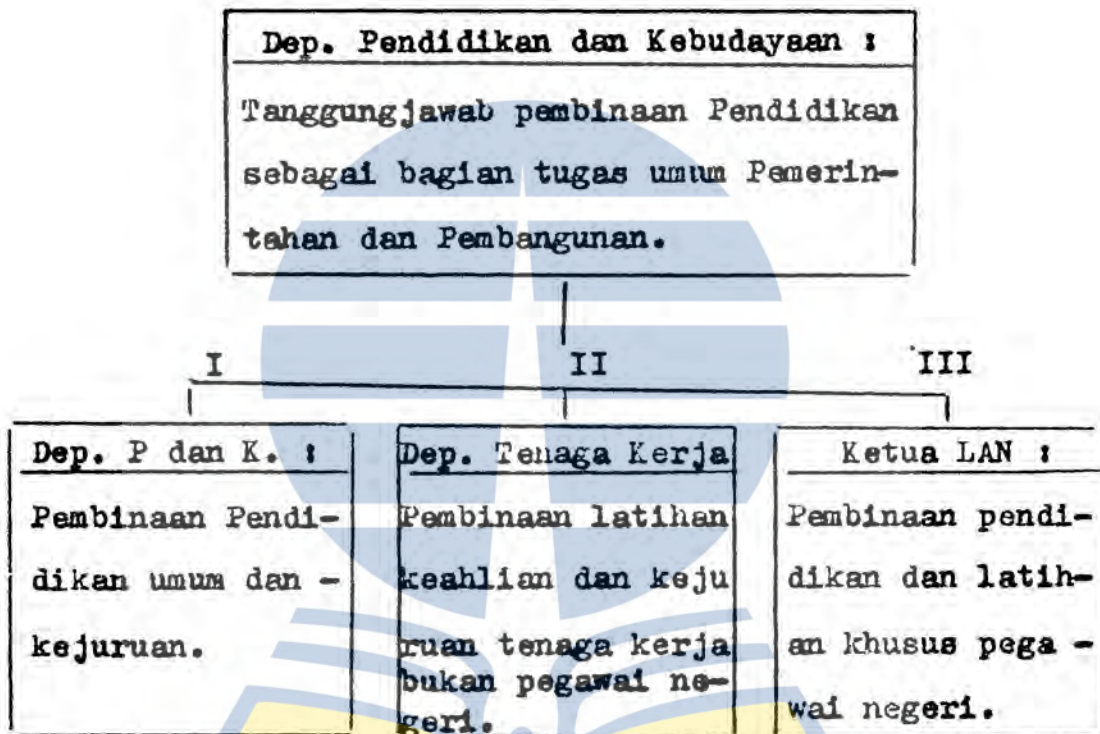 Dep. Pendidikan dan Kebudayaan :
Tanggungjawab pembinaan Pendidikan
sebagai bagian tugas umum Pemerin-
tahan dan Pembangunan.
I
II
III
Dep. P dan K. :
Pembinaan Pendi-
dikan umum dan -
kejuruan.
Dep. Tenaga Kerja
Pembinaan latihan
keahlian dan keju
ruan tenaga kerja
bukan pegawai ne-
geri.
Ketua LAN :
Pembinaan pendi-
dikan dan latih-
an khusus pega -
wai negeri.